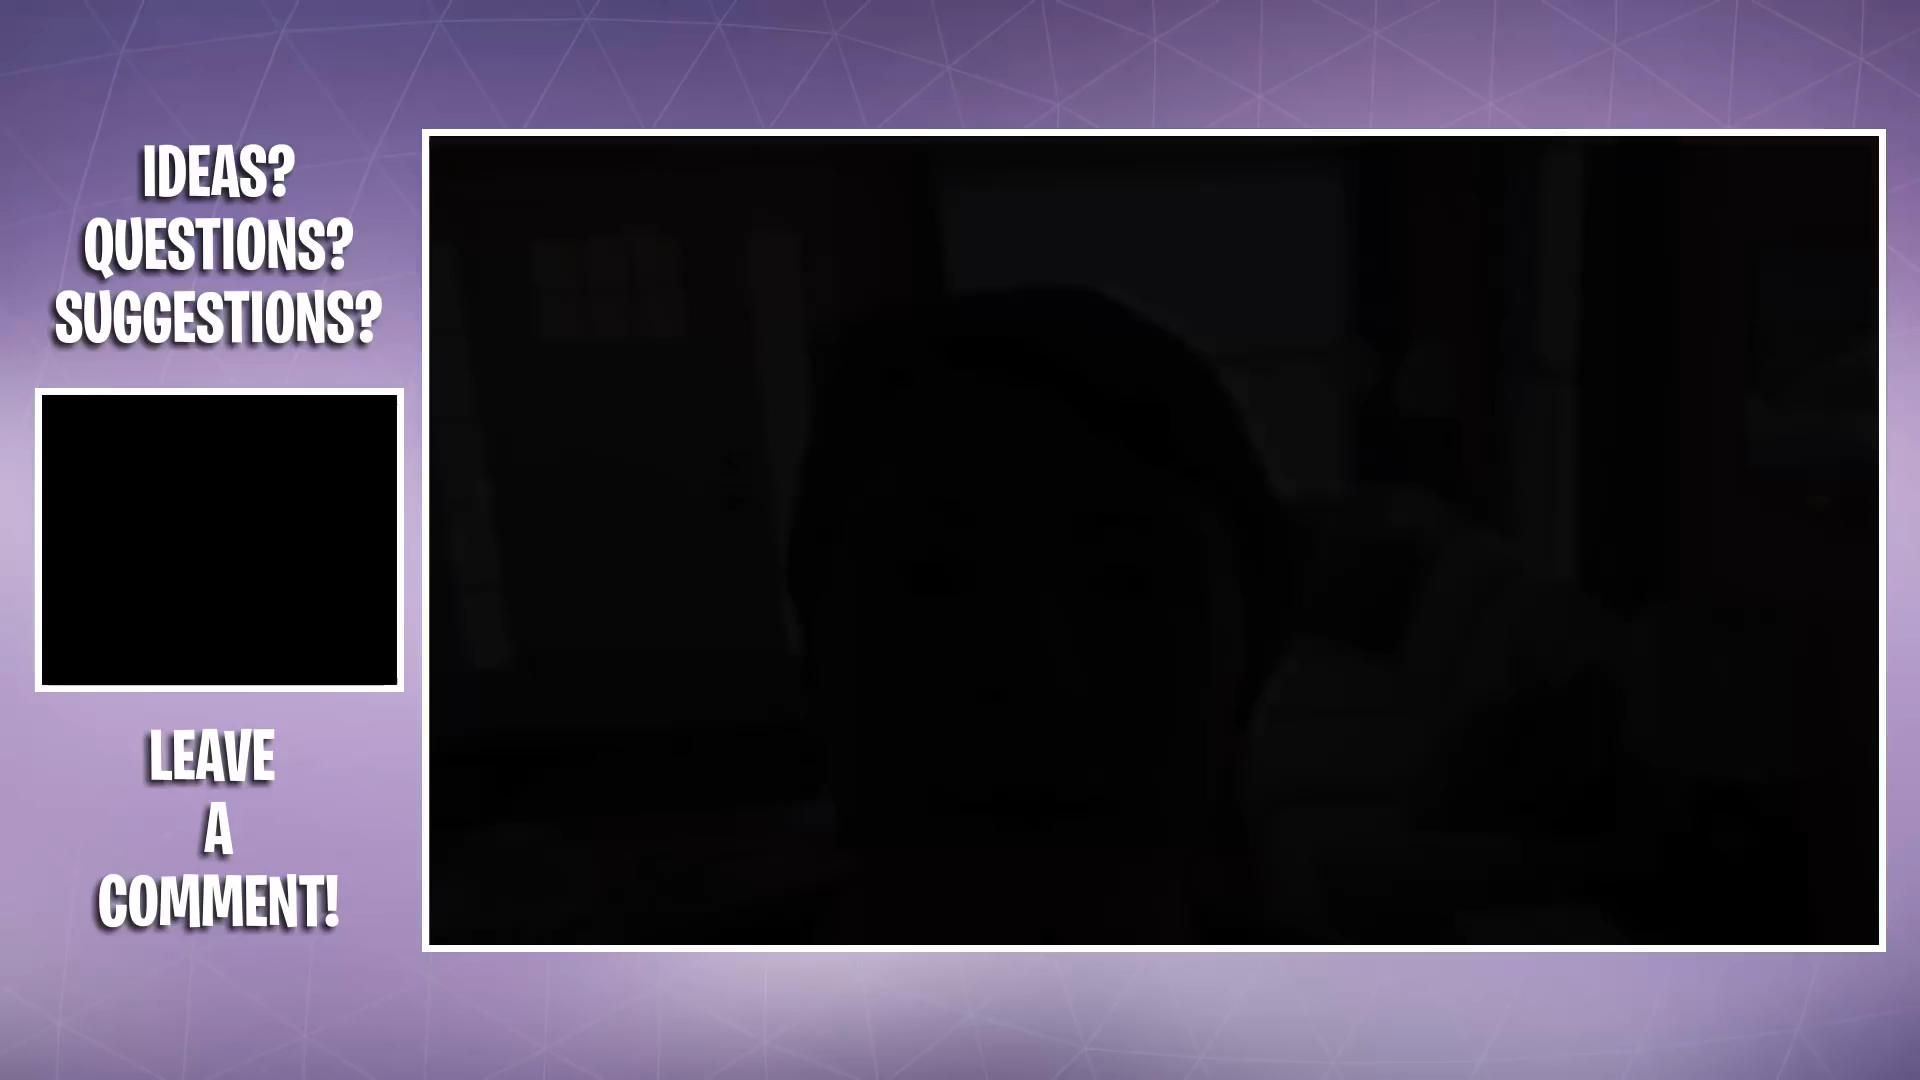 IDEAS?
QUESTIONS?
SUGGESTIONS?
LEAVE
A
COMMENT!